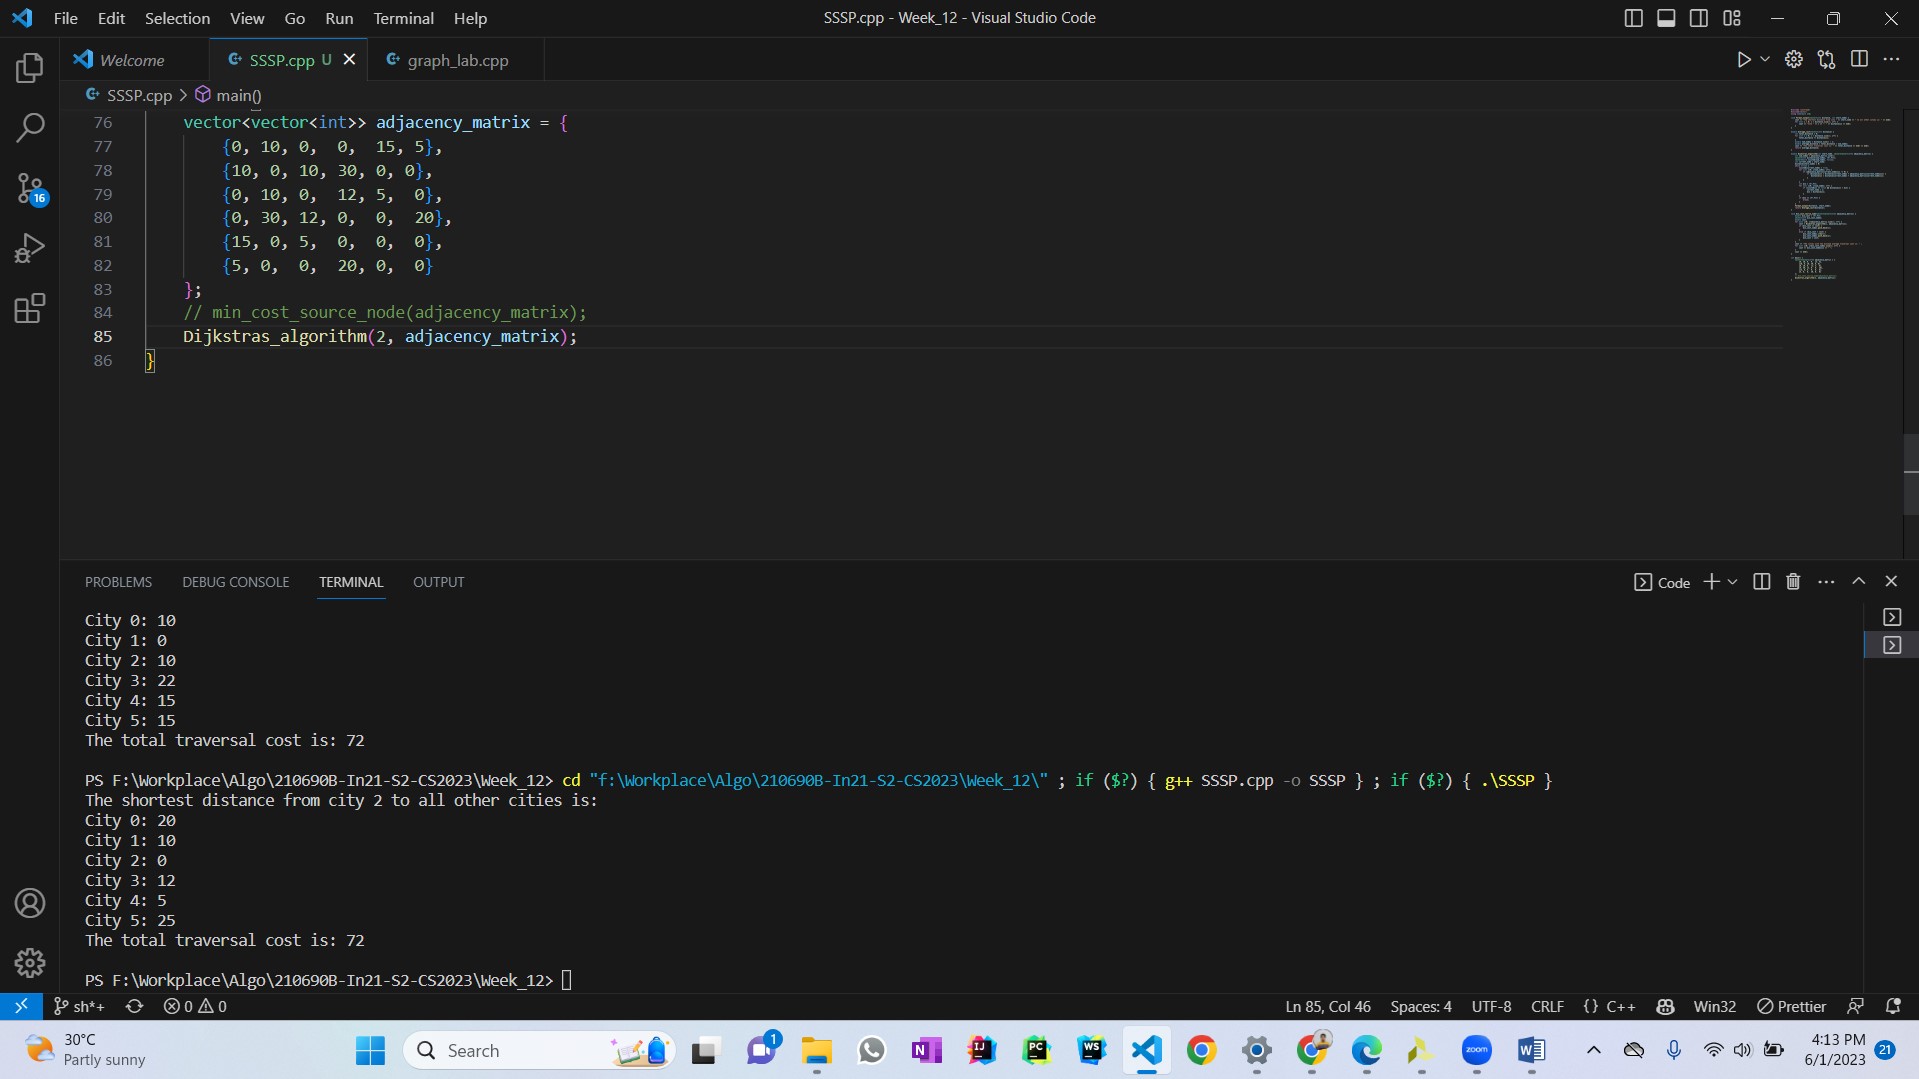 File Edit Selection View Go Run Terminal Help
SSSP.cpp - Week_12 - Visual Studio Code
Welcome
SSSP.cpp U
graph_lab.cpp
SSSP.cpp > main()
76 vector<vector<int>> adjacency_matrix = {
77 {0, 10, 0,  0,  15, 5},
78 {10, 0, 10, 30, 0, 0},
79 {0, 10, 0,  12, 5,  0},
80 {0, 30, 12, 0,  0,  20},
81 {15, 0, 5,  0,  0,  0},
82 {5, 0,  0,  20, 0,  0}
83 };
84 // min_cost_source_node(adjacency_matrix);
85 Dijkstras_algorithm(2, adjacency_matrix);
86 }
PROBLEMS DEBUG CONSOLE TERMINAL OUTPUT
Code
City 0: 10
City 1: 0
City 2: 10
City 3: 22
City 4: 15
City 5: 15
The total traversal cost is: 72
PS F:\Workplace\Algo\210690B-In21-S2-CS2023\Week_12> cd "f:\Workplace\Algo\210690B-In21-S2-CS2023\Week_12\" ; if ($?) { g++ SSSP.cpp -o SSSP } ; if ($?) { .\SSSP }
The shortest distance from city 2 to all other cities is:
City 0: 20
City 1: 10
City 2: 0
City 3: 12
City 4: 5
City 5: 25
The total traversal cost is: 72
PS F:\Workplace\Algo\210690B-In21-S2-CS2023\Week_12>
16
sh*+ 0 0
Ln 85, Col 46 Spaces: 4 UTF-8 CRLF {} C++ Win32 Prettier
30°C
Partly sunny
Search
1
IJ
PC
WS
zoom
4:13 PM
6/1/2023
21